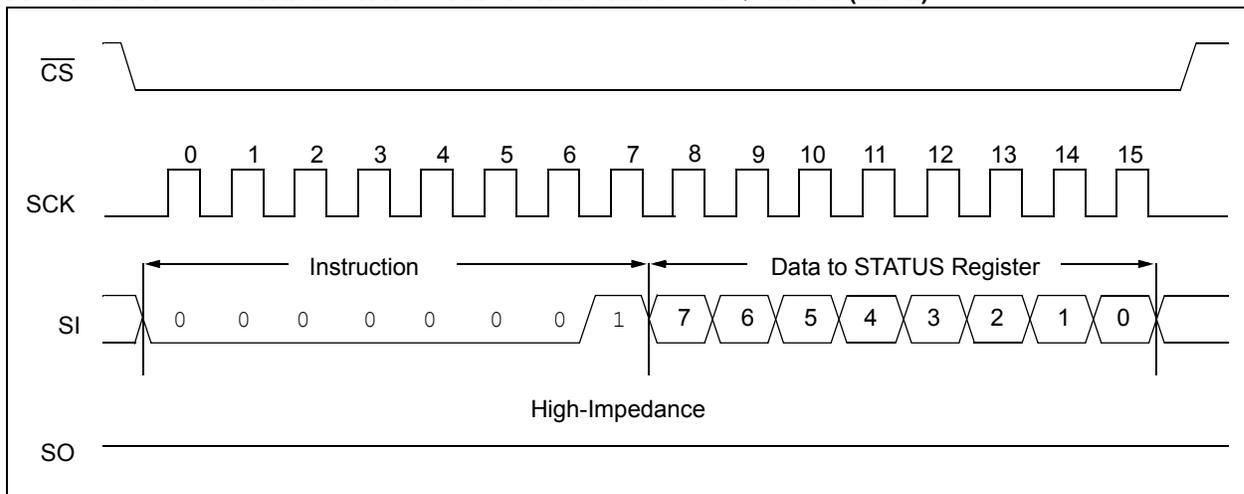 CS
0 1 2 3 4 5 6 7 8 9 10 11 12 13 14 15
SCK
Instruction Data to STATUS Register
SI 0 0 0 0 0 0 0 1 7 6 5 4 3 2 1 0
High-Impedance
SO